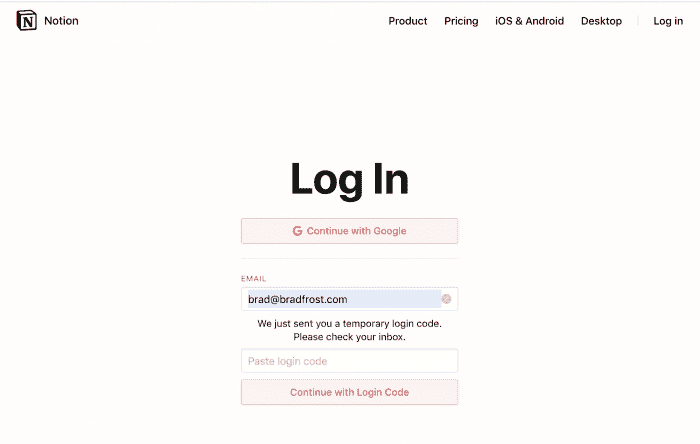 Notion Product Pricing iOS & Android Desktop Log in
Log In
Continue with Google
EMAIL
brad@bradfrost.com
We just sent you a temporary login code.
Please check your inbox.
Paste login code
Continue with Login Code